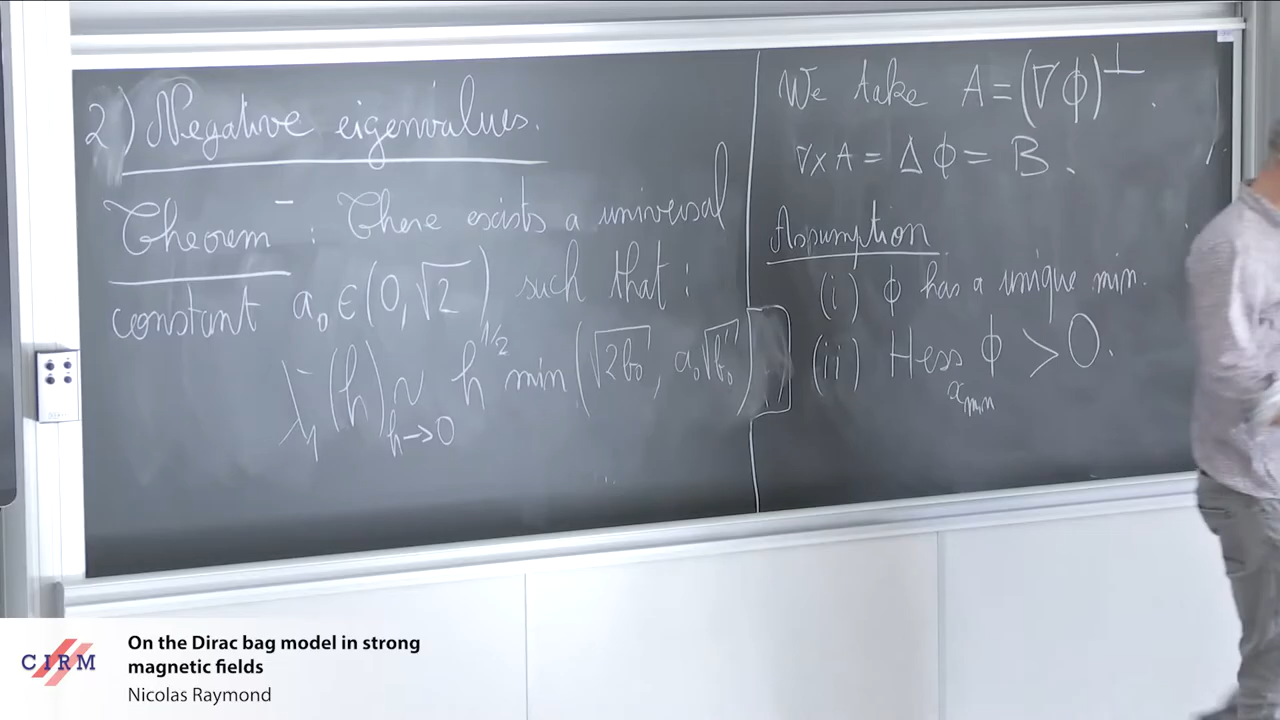 2) Negative eigenvalues.
Theorem⁻ : There exists a universal
constant a₀ ∈ (0, √2) such that :
λ₁⁻(h) ~ h^{1/2} min(√(2b₀), a₀√(b₀'))
h→0
We take A = (∇ϕ)^⊥.
∇×A = Δϕ = B.
Assumption
(i) ϕ has a unique min.
(ii) Hess ϕ > 0.
x_min
CIRM
On the Dirac bag model in strong
magnetic fields
Nicolas Raymond